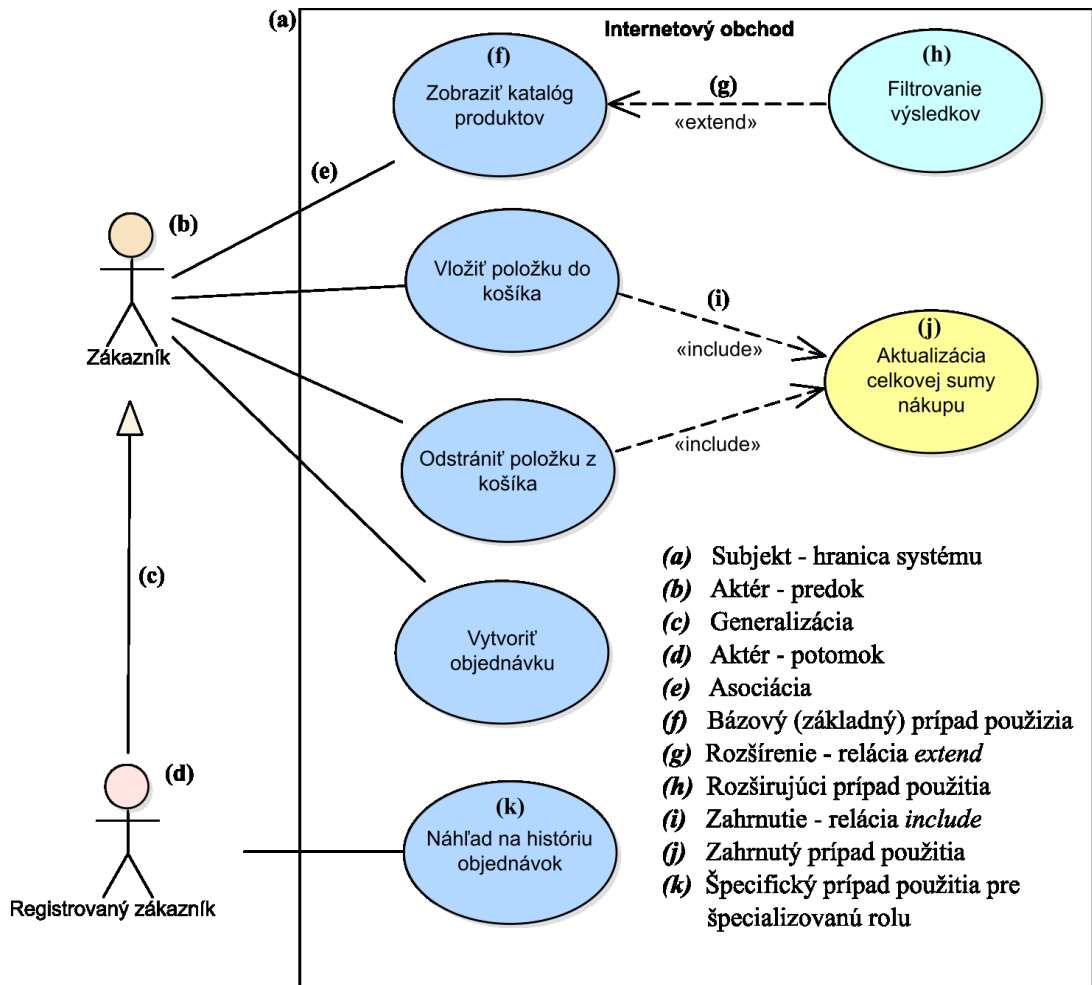 (a)
Internetový obchod
(f)
Zobraziť katalóg
produktov
(g)
«extend»
(h)
Filtrovanie
výsledkov
(e)
(b)
Zákazník
Vložiť položku do
košíka
(i)
«include»
(j)
Aktualizácia
celkovej sumy
nákupu
Odstrániť položku z
košíka
«include»
(c)
Vytvoriť
objednávku
(d)
Registrovaný zákazník
(k)
Náhľad na históriu
objednávok
(a) Subjekt - hranica systému
(b) Aktér - predok
(c) Generalizácia
(d) Aktér - potomok
(e) Asociácia
(f) Bázový (základný) prípad použizia
(g) Rozšírenie - relácia extend
(h) Rozširujúci prípad použitia
(i) Zahrnutie - relácia include
(j) Zahrnutý prípad použitia
(k) Špecifický prípad použitia pre
špecializovanú rolu